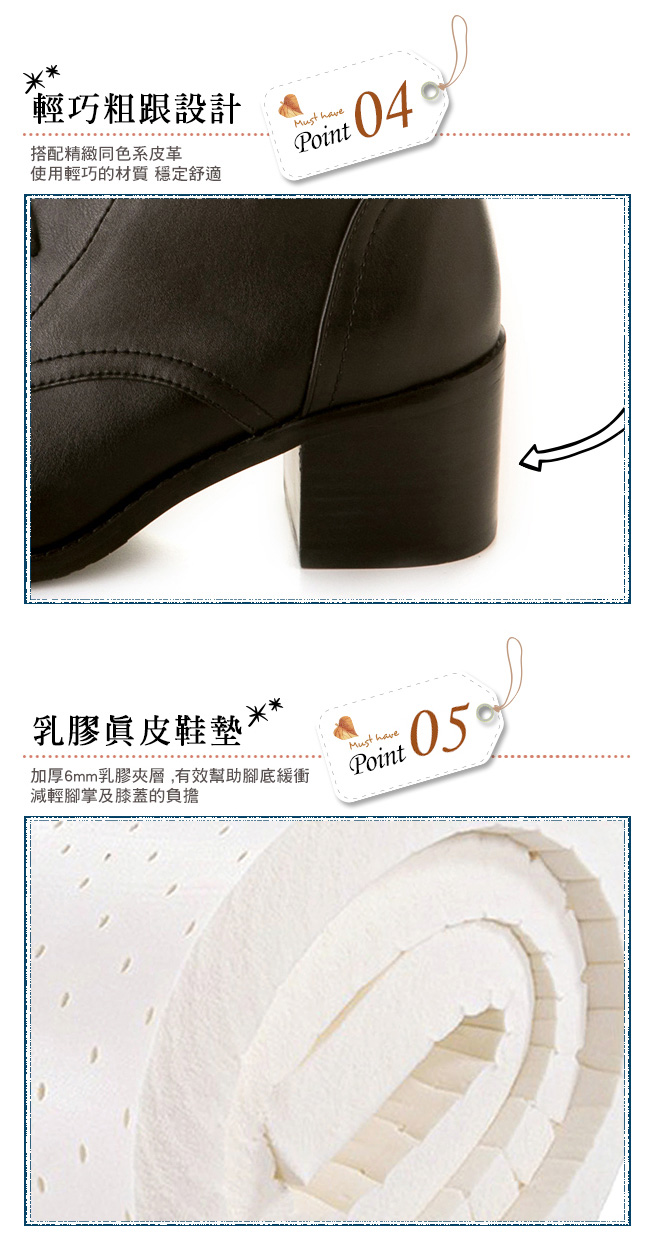 輕巧粗跟設計
Must have
Point 04
搭配精緻同色系皮革
使用輕巧的材質 穩定舒適
乳膠眞皮鞋墊
Must have
Point 05
加厚6mm乳膠夾層 ,有效幫助腳底緩衝
減輕腳掌及膝蓋的負擔